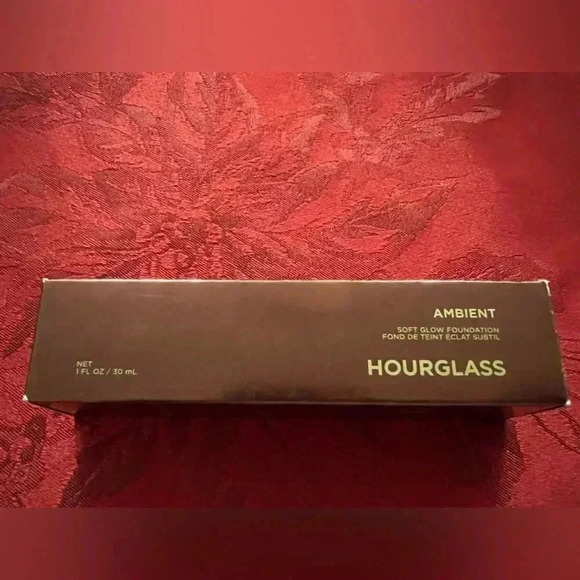 AMBIENT
SOFT GLOW FOUNDATION
FOND DE TEINT ÉCLAT SUBTIL
HOURGLASS
NET
1 FL OZ / 30 mL